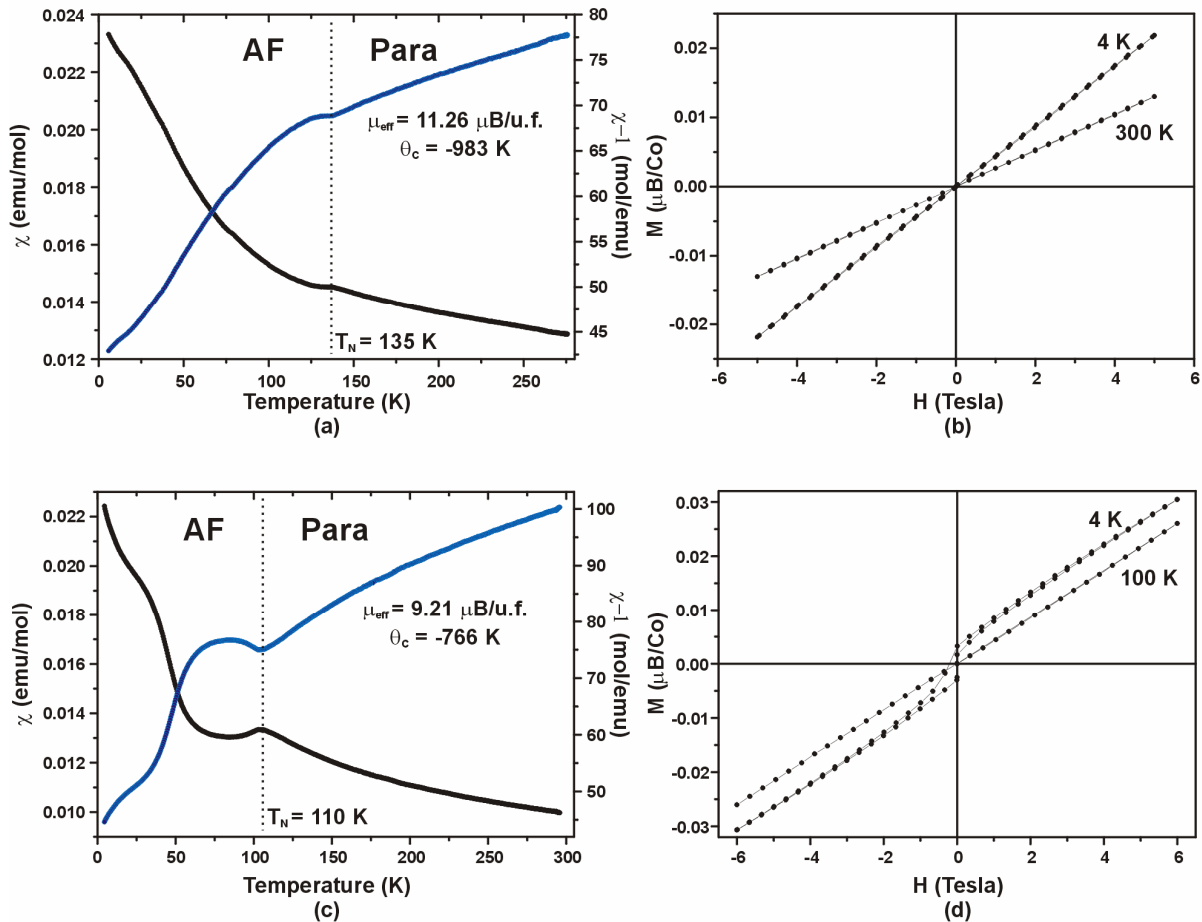 0.024
0.022
0.020
0.018
0.016
0.014
0.012
χ (emu/mol)
AF
Para
μeff = 11.26 μB/u.f.
θc = -983 K
TN = 135 K
80
75
70
65
60
55
50
45
χ−1 (mol/emu)
0 50 100 150 200 250
Temperature (K)
(a)
0.02
0.01
0.00
-0.01
-0.02
M (μB/Co)
4 K
300 K
-6 -4 -2 0 2 4 6
H (Tesla)
(b)
0.022
0.020
0.018
0.016
0.014
0.012
0.010
χ (emu/mol)
AF
Para
μeff = 9.21 μB/u.f.
θc = -766 K
TN = 110 K
100
90
80
70
60
50
χ−1 (mol/emu)
0 50 100 150 200 250 300
Temperature (K)
(c)
0.03
0.02
0.01
0.00
-0.01
-0.02
-0.03
M (μB/Co)
4 K
100 K
-6 -4 -2 0 2 4 6
H (Tesla)
(d)